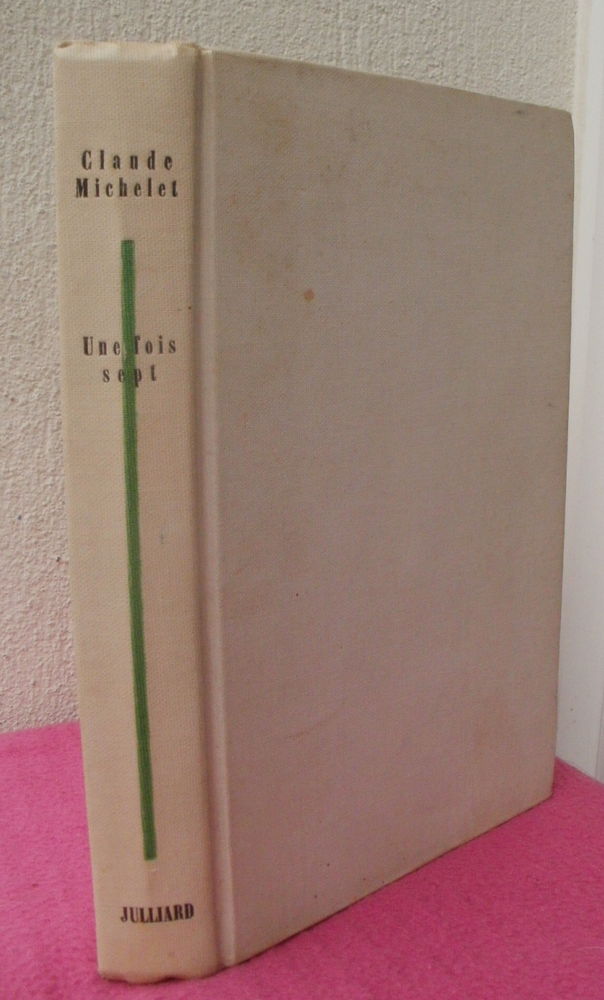 Claude
Michelet
Une fois
sept
JULLIARD